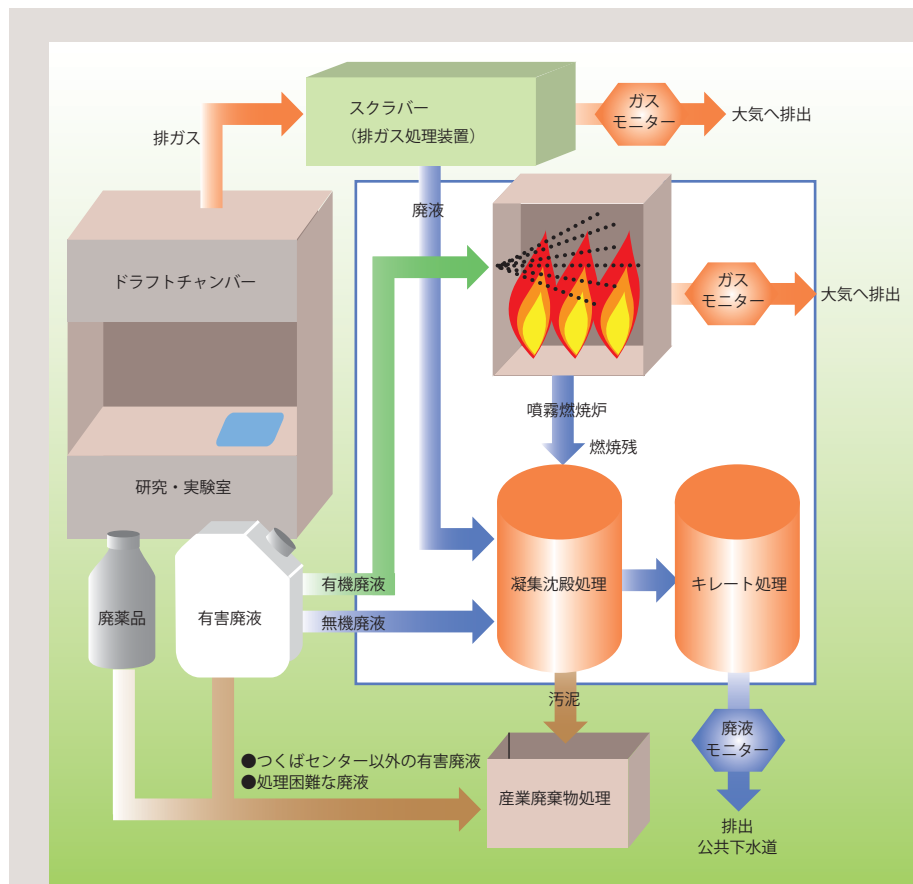 スクラバー
(排ガス処理装置)
ガス
モニター
大気へ排出
排ガス
廃液
ドラフトチャンバー
ガス
モニター
大気へ排出
噴霧燃焼炉
燃焼残
研究・実験室
凝集沈殿処理
キレート処理
有機廃液
廃薬品
有害廃液
無機廃液
汚泥
廃液
モニター
●つくばセンター以外の有害廃液
●処理困難な廃液
産業廃棄物処理
排出
公共下水道